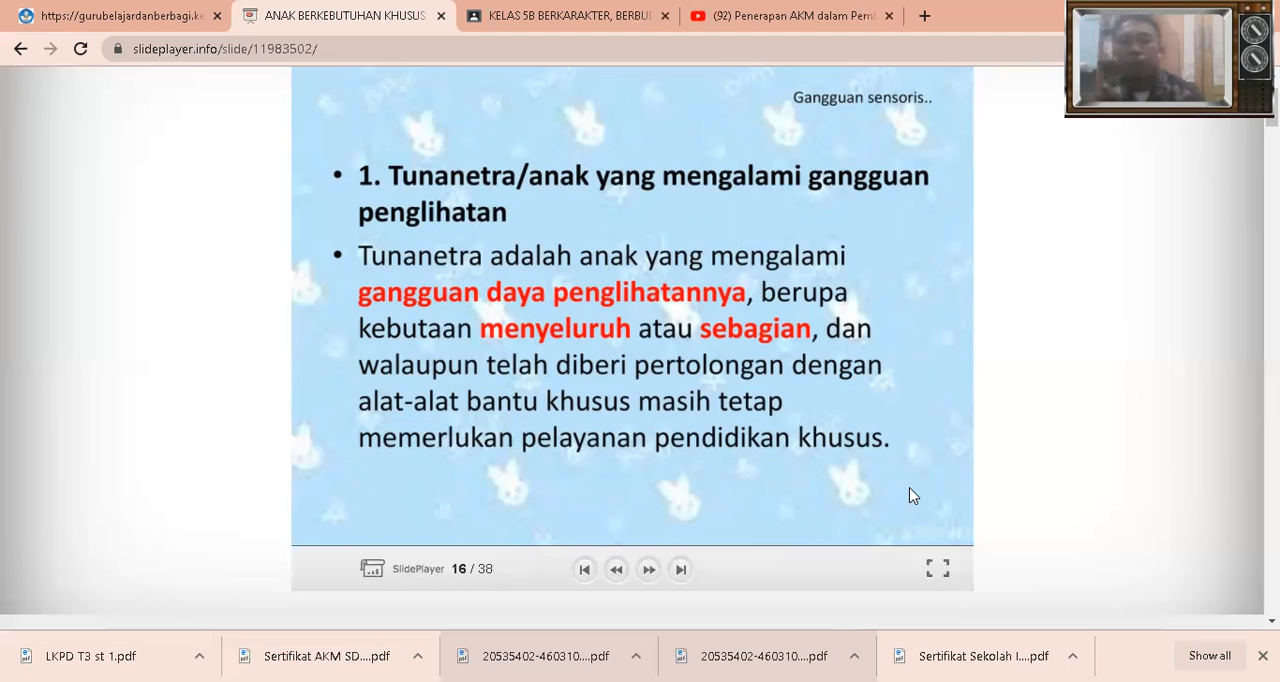 https://gurubelajardanberbagi.ke
ANAK BERKEBUTUHAN KHUSUS
KELAS 5B BERKARAKTER, BERBUD
(92) Penerapan AKM dalam Pemb
slideplayer.info/slide/11983502/
Gangguan sensoris..
• 1. Tunanetra/anak yang mengalami gangguan
penglihatan
• Tunanetra adalah anak yang mengalami
gangguan daya penglihatannya, berupa
kebutaan menyeluruh atau sebagian, dan
walaupun telah diberi pertolongan dengan
alat-alat bantu khusus masih tetap
memerlukan pelayanan pendidikan khusus.
SlidePlayer 16 / 38
LKPD T3 st 1.pdf
Sertifikat AKM SD....pdf
20535402-460310....pdf
20535402-460310....pdf
Sertifikat Sekolah I....pdf
Show all